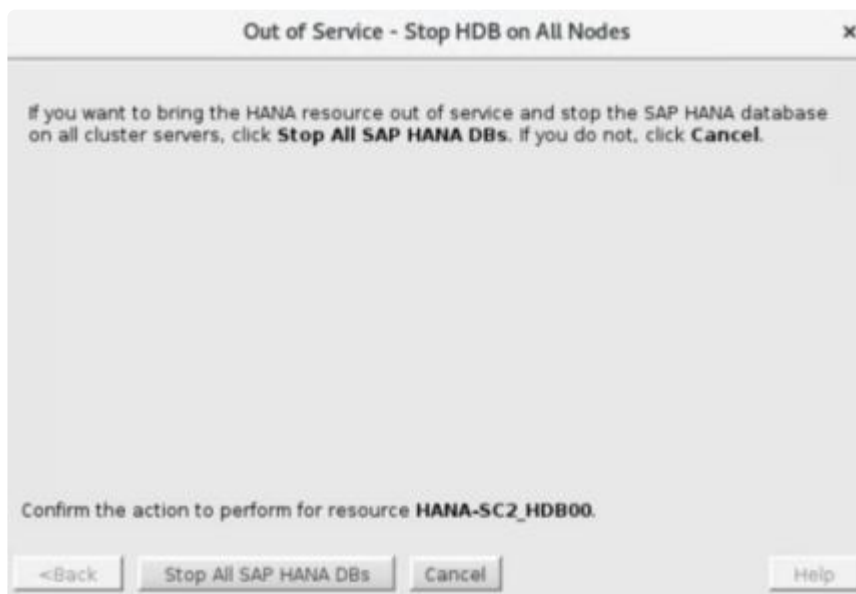 Out of Service - Stop HDB on All Nodes
If you want to bring the HANA resource out of service and stop the SAP HANA database
on all cluster servers, click Stop All SAP HANA DBs. If you do not, click Cancel.
Confirm the action to perform for resource HANA-SC2_HDB00.
<Back Stop All SAP HANA DBs Cancel Help